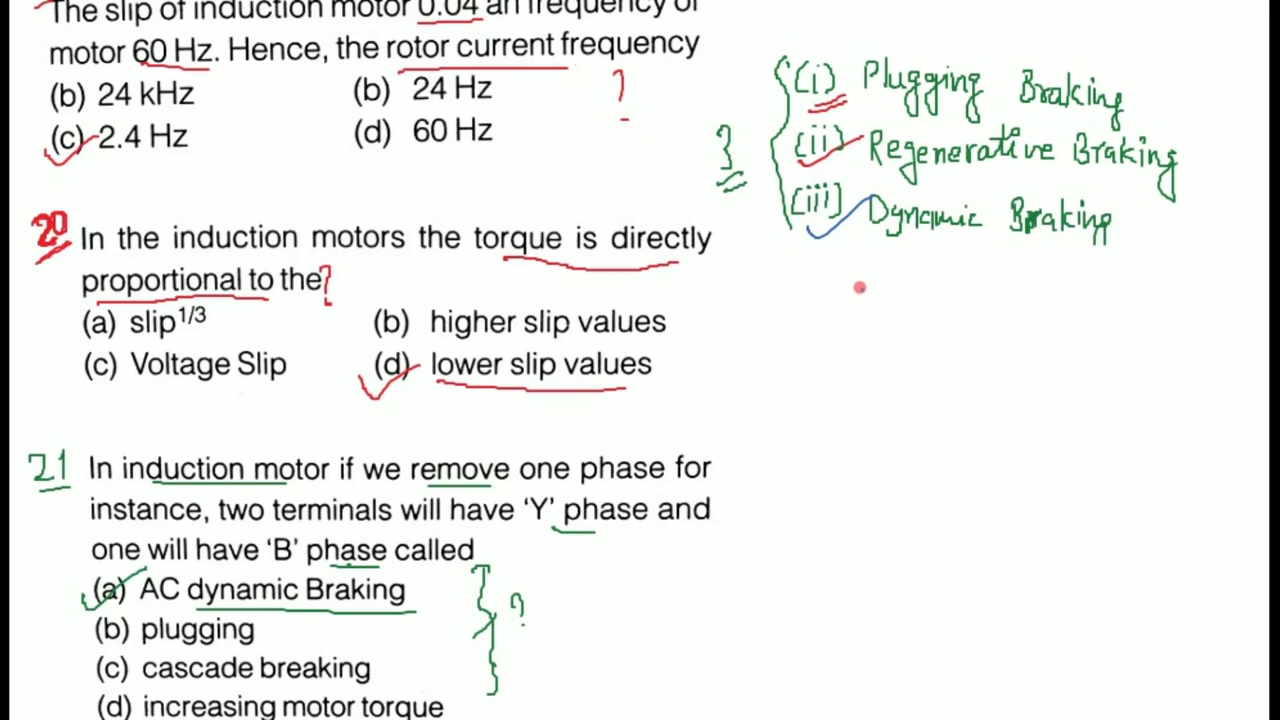 The slip of induction motor 0.04 an frequency of
motor 60 Hz. Hence, the rotor current frequency
(b) 24 kHz (b) 24 Hz ?
(c) 2.4 Hz (d) 60 Hz
20 In the induction motors the torque is directly
proportional to the?
(a) slip^1/3 (b) higher slip values
(c) Voltage Slip (d) lower slip values
21 In induction motor if we remove one phase for
instance, two terminals will have ‘Y’ phase and
one will have ‘B’ phase called
(a) AC dynamic Braking
(b) plugging
(c) cascade breaking
(d) increasing motor torque
?
3
(i) Plugging Braking
(ii) Regenerative Braking
(iii) Dynamic Braking